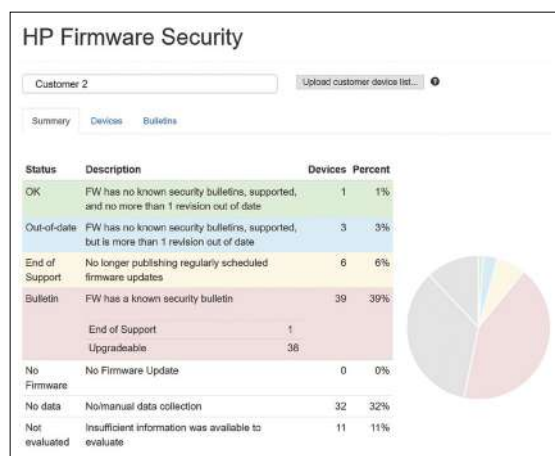 HP Firmware Security
Customer 2
Upload customer device list... ?
Summary Devices Bulletins
Status Description Devices Percent
OK FW has no known security bulletins, supported, 1 1%
and no more than 1 revision out of date
Out-of-date FW has no known security bulletins, supported, 3 3%
but is more than 1 revision out of date
End of No longer publishing regularly scheduled 6 6%
Support firmware updates
Bulletin FW has a known security bulletin 39 39%
End of Support 1
Upgradeable 38
No No Firmware Update 0 0%
Firmware
No data No/manual data collection 32 32%
Not Insufficient information was available to 11 11%
evaluated evaluate